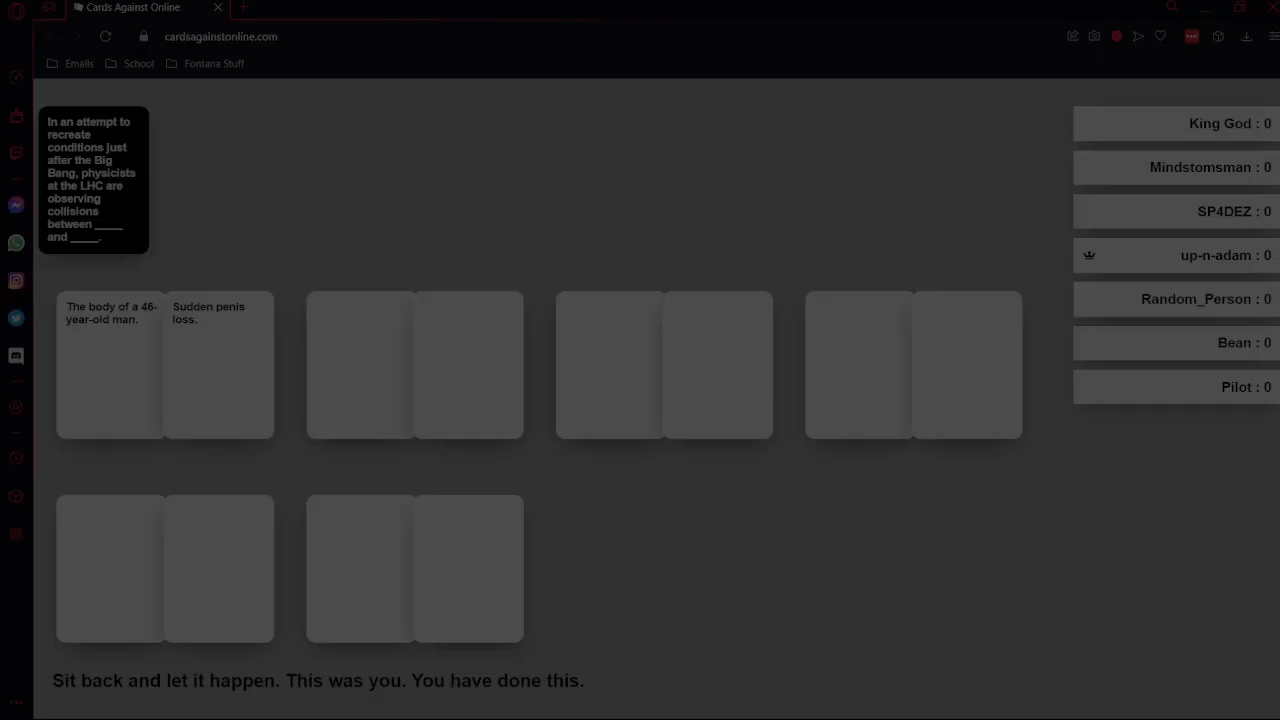 Cards Against Online
cardsagainstonline.com
Emails
School
Fontana Stuff
In an attempt to
recreate
conditions just
after the Big
Bang, physicists
at the LHC are
observing
collisions
between _____
and _____.
King God : 0
Mindstomsman : 0
SP4DEZ : 0
up-n-adam : 0
Random_Person : 0
Bean : 0
Pilot : 0
The body of a 46-
year-old man.
Sudden penis
loss.
Sit back and let it happen. This was you. You have done this.